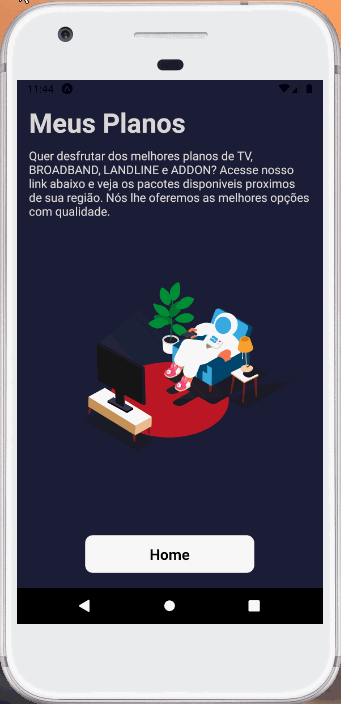 11:44
Meus Planos
Quer desfrutar dos melhores planos de TV,
BROADBAND, LANDLINE e ADDON? Acesse nosso
link abaixo e veja os pacotes disponiveis proximos
de sua região. Nós lhe oferemos as melhores opções
com qualidade.
Home